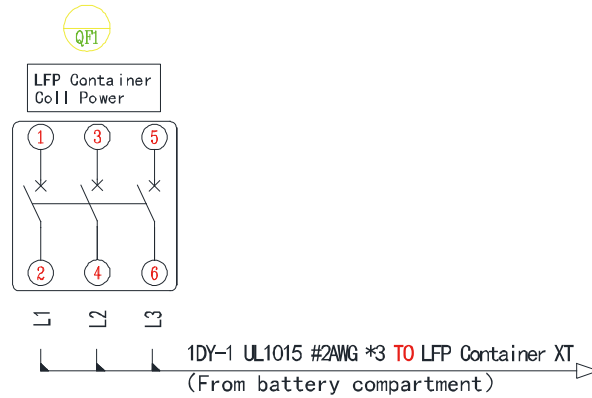 QF1
LFP Container
Coll Power
1 3 5
2 4 6
L1 L2 L3
1DY-1 UL1015 #2AWG *3 TO LFP Container XT
(From battery compartment)